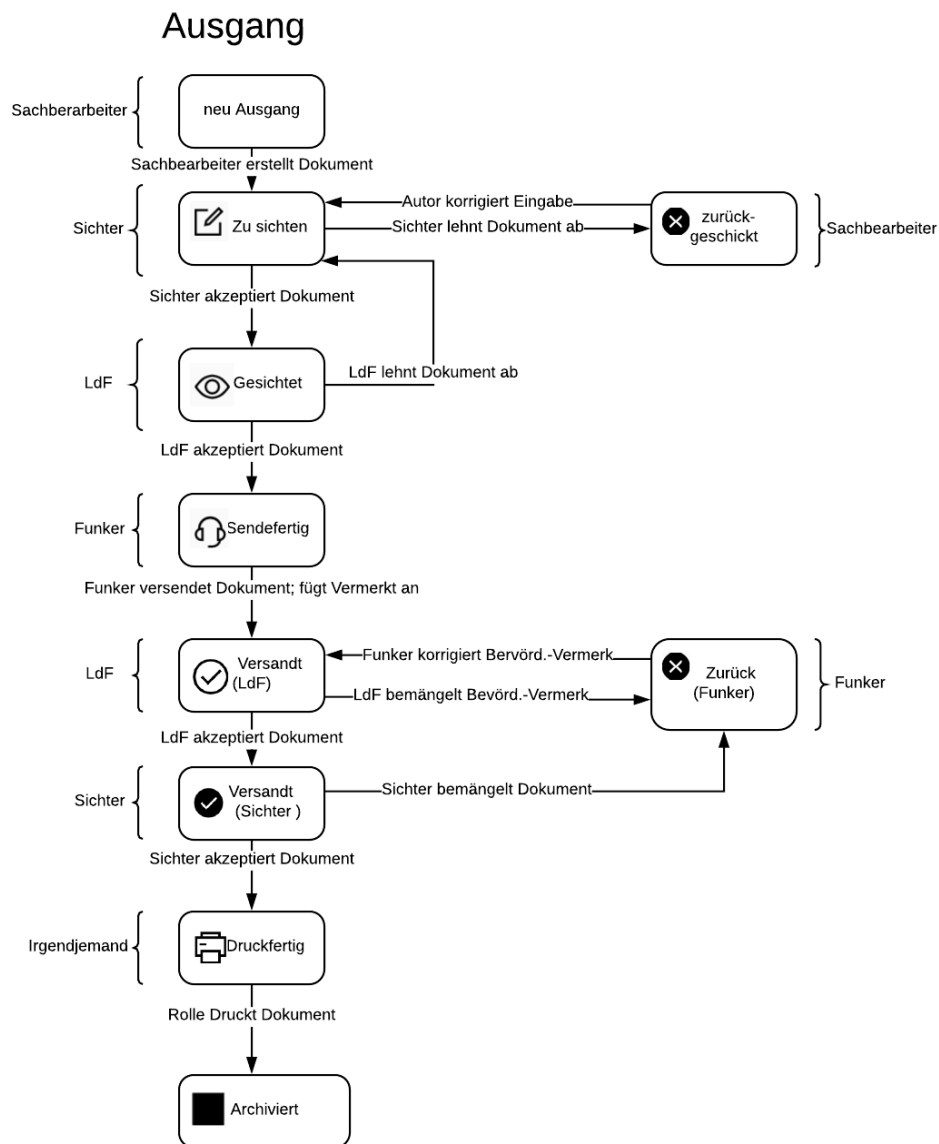 Ausgang
Sachberarbeiter
neu Ausgang
Sachbearbeiter erstellt Dokument
Sichter
Zu sichten
Autor korrigiert Eingabe
Sichter lehnt Dokument ab
zurück-
geschickt
Sachbearbeiter
Sichter akzeptiert Dokument
LdF
Gesichtet
LdF lehnt Dokument ab
LdF akzeptiert Dokument
Funker
Sendefertig
Funker versendet Dokument; fügt Vermerkt an
LdF
Versandt
(LdF)
Funker korrigiert Bervörd.-Vermerk
LdF bemängelt Bevörd.-Vermerk
Zurück
(Funker)
Funker
LdF akzeptiert Dokument
Sichter
Versandt
(Sichter )
Sichter bemängelt Dokument
Sichter akzeptiert Dokument
Irgendjemand
Druckfertig
Rolle Druckt Dokument
Archiviert